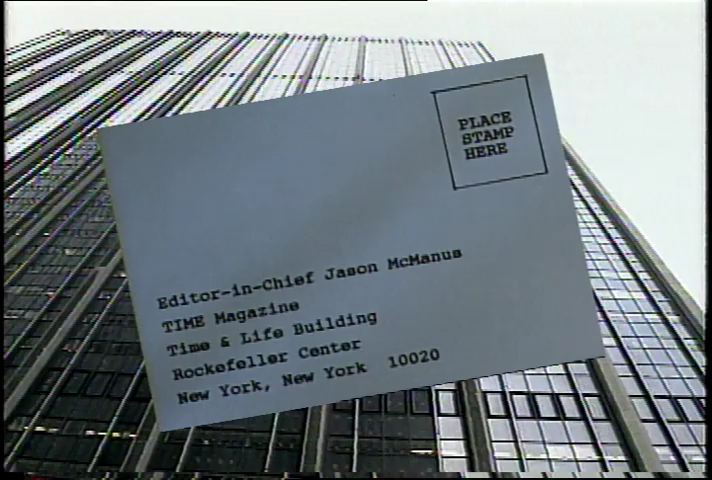 PLACE
STAMP
HERE
Editor-in-Chief Jason McManus
TIME Magazine
Time & Life Building
Rockefeller Center
New York, New York 10020